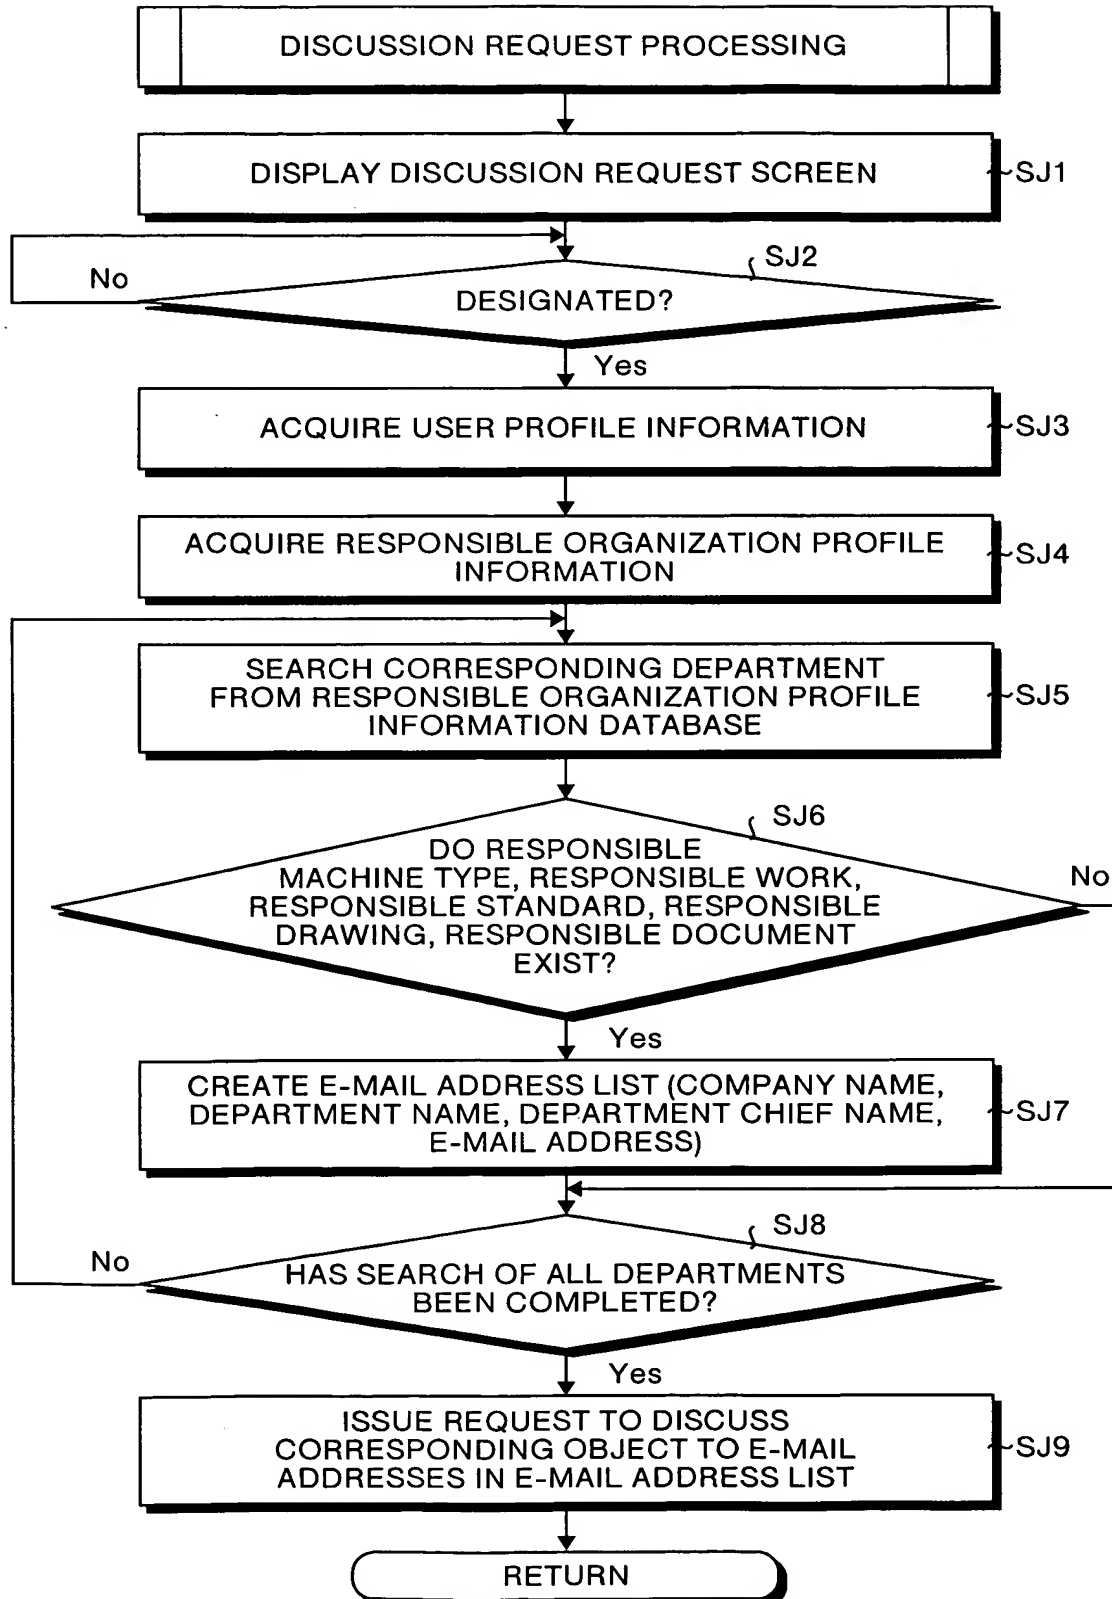 DISCUSSION REQUEST PROCESSING
DISPLAY DISCUSSION REQUEST SCREEN
SJ1
No
SJ2
DESIGNATED?
Yes
ACQUIRE USER PROFILE INFORMATION
SJ3
ACQUIRE RESPONSIBLE ORGANIZATION PROFILE
INFORMATION
SJ4
SEARCH CORRESPONDING DEPARTMENT
FROM RESPONSIBLE ORGANIZATION PROFILE
INFORMATION DATABASE
SJ5
SJ6
DO RESPONSIBLE
MACHINE TYPE, RESPONSIBLE WORK,
RESPONSIBLE STANDARD, RESPONSIBLE
DRAWING, RESPONSIBLE DOCUMENT
EXIST?
No
Yes
CREATE E-MAIL ADDRESS LIST (COMPANY NAME,
DEPARTMENT NAME, DEPARTMENT CHIEF NAME,
E-MAIL ADDRESS)
SJ7
SJ8
No
HAS SEARCH OF ALL DEPARTMENTS
BEEN COMPLETED?
Yes
ISSUE REQUEST TO DISCUSS
CORRESPONDING OBJECT TO E-MAIL
ADDRESSES IN E-MAIL ADDRESS LIST
SJ9
RETURN